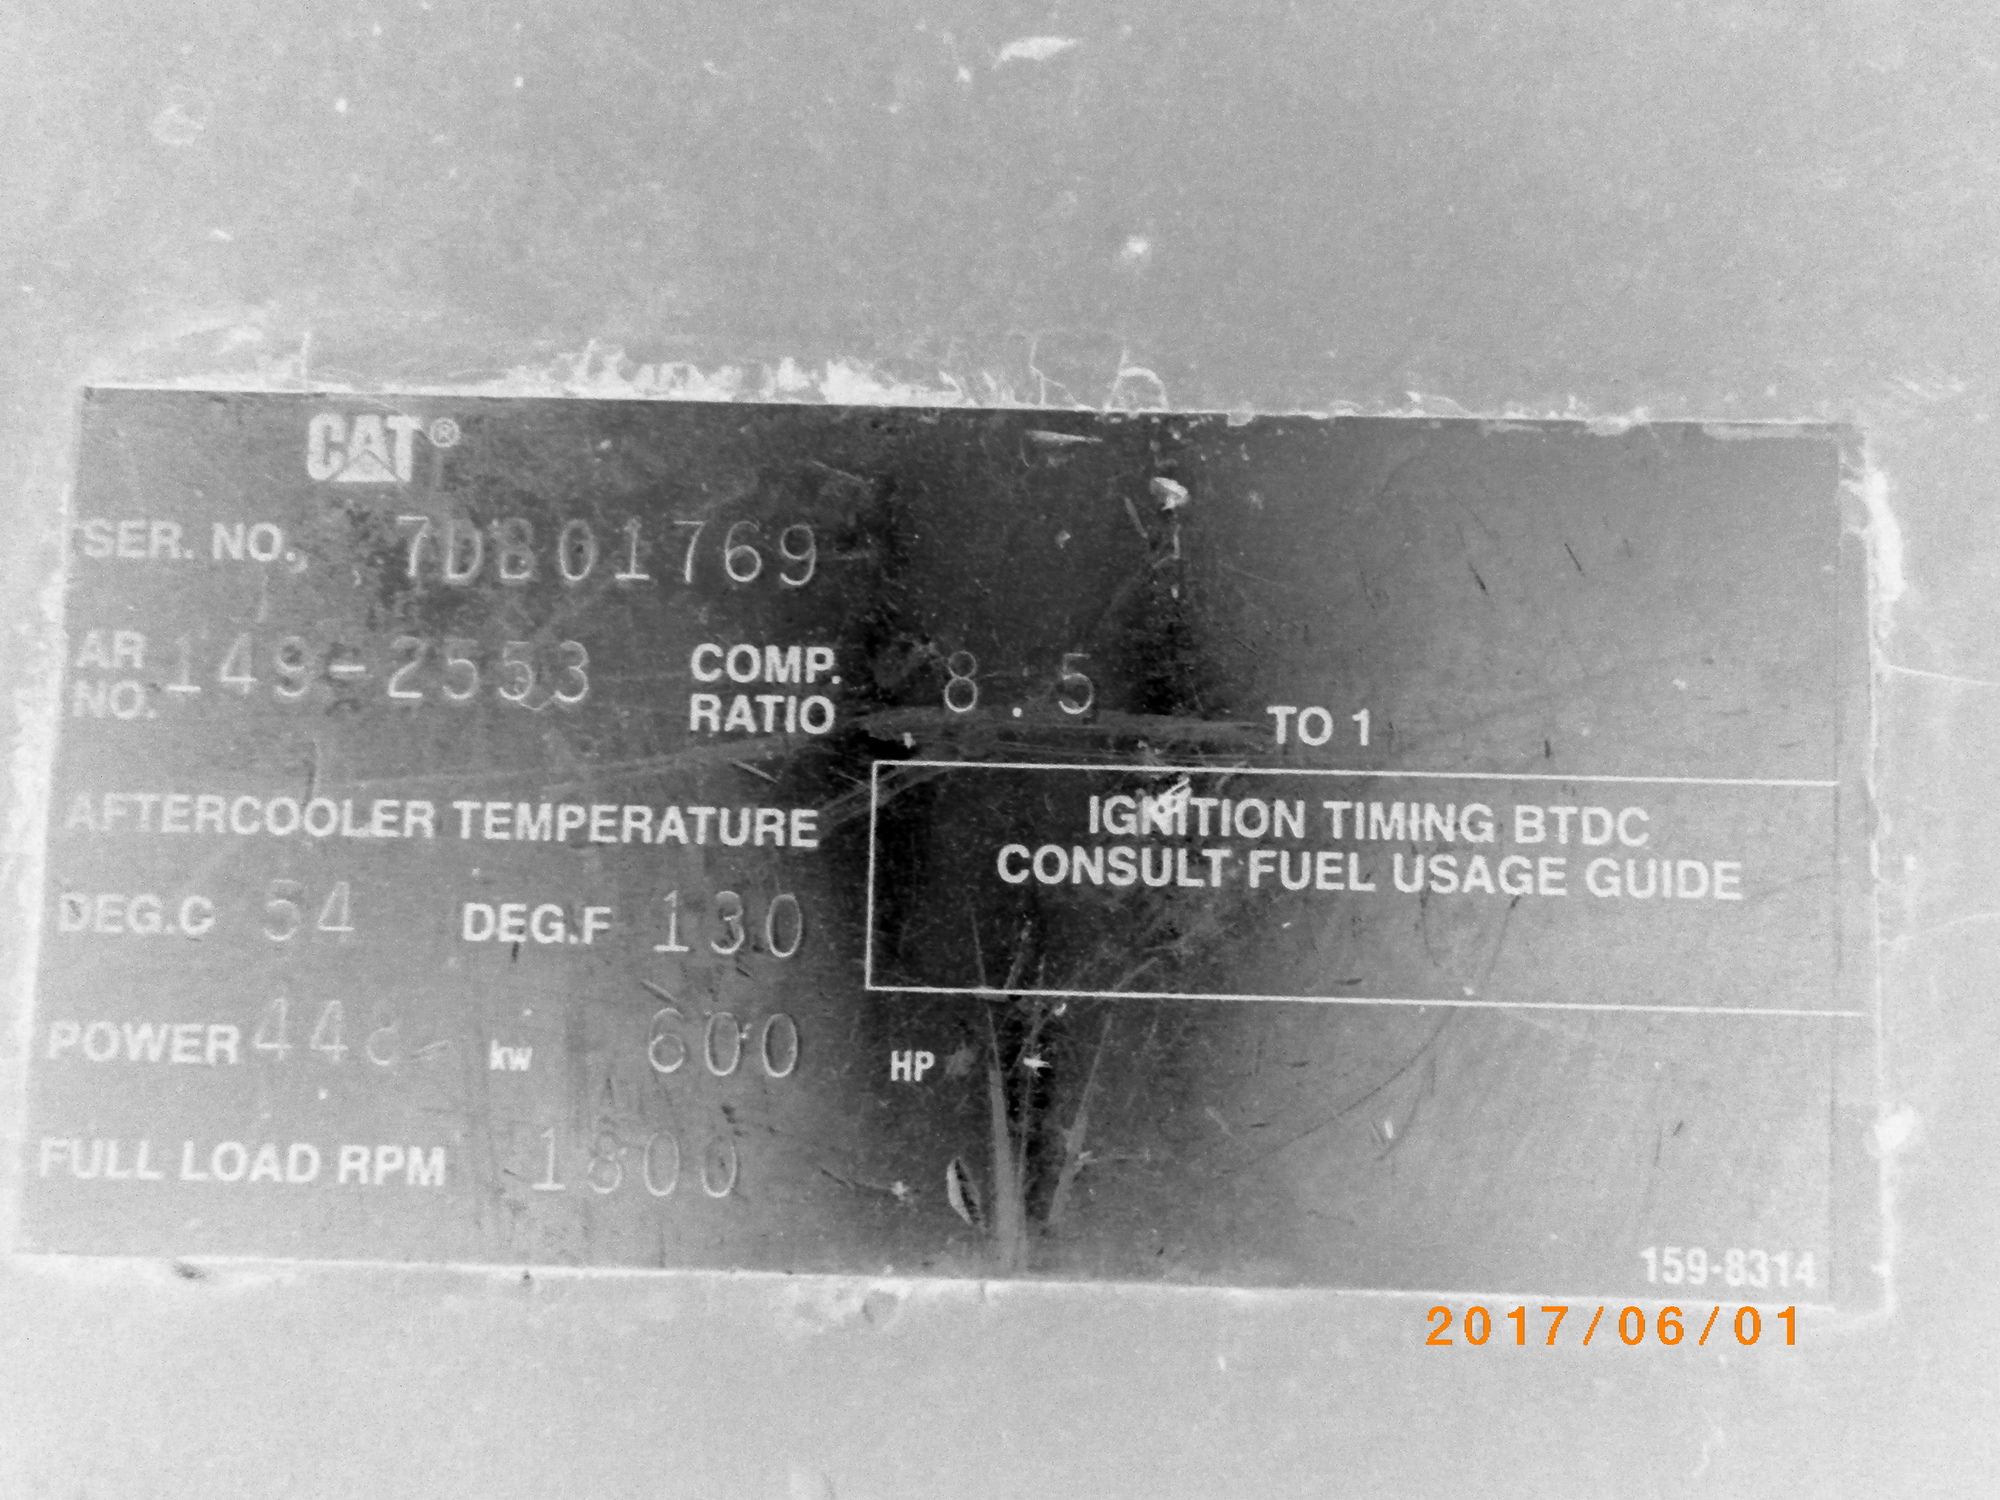 CAT®
SER. NO. 7DB01769
AR NO. 149-2553 COMP. RATIO 8.5 TO 1
AFTERCOOLER TEMPERATURE
DEG.C 54 DEG.F 130
IGNITION TIMING BTDC
CONSULT FUEL USAGE GUIDE
POWER 448 kw 600 HP
FULL LOAD RPM 1800
159-8314
2017/06/01